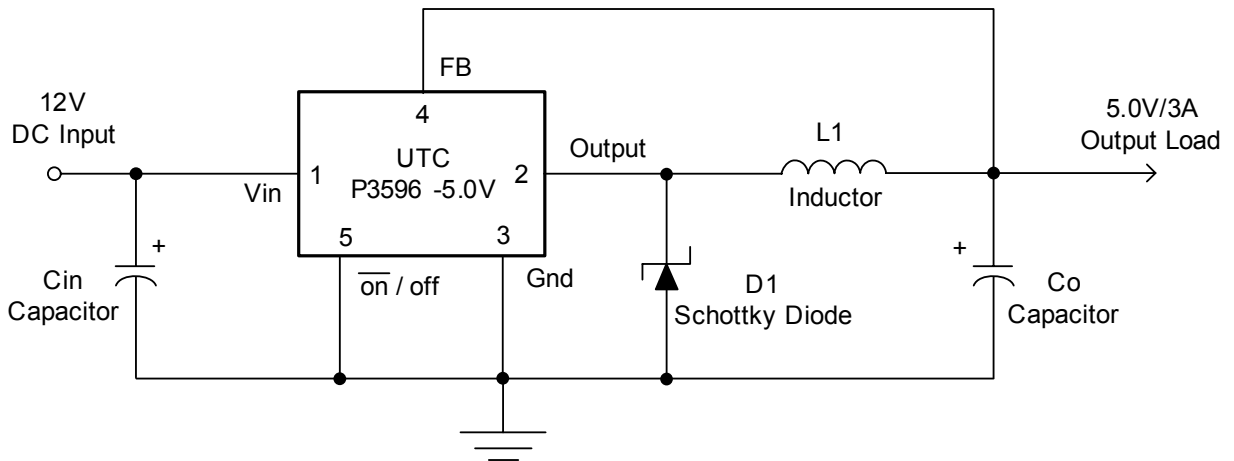 FB
12V
DC Input
4
5.0V/3A
Output Load
UTC
P3596 -5.0V
1
2
Vin
Output
L1
Inductor
5
3
on / off
Gnd
+
Cin
Capacitor
D1
Schottky Diode
+
Co
Capacitor